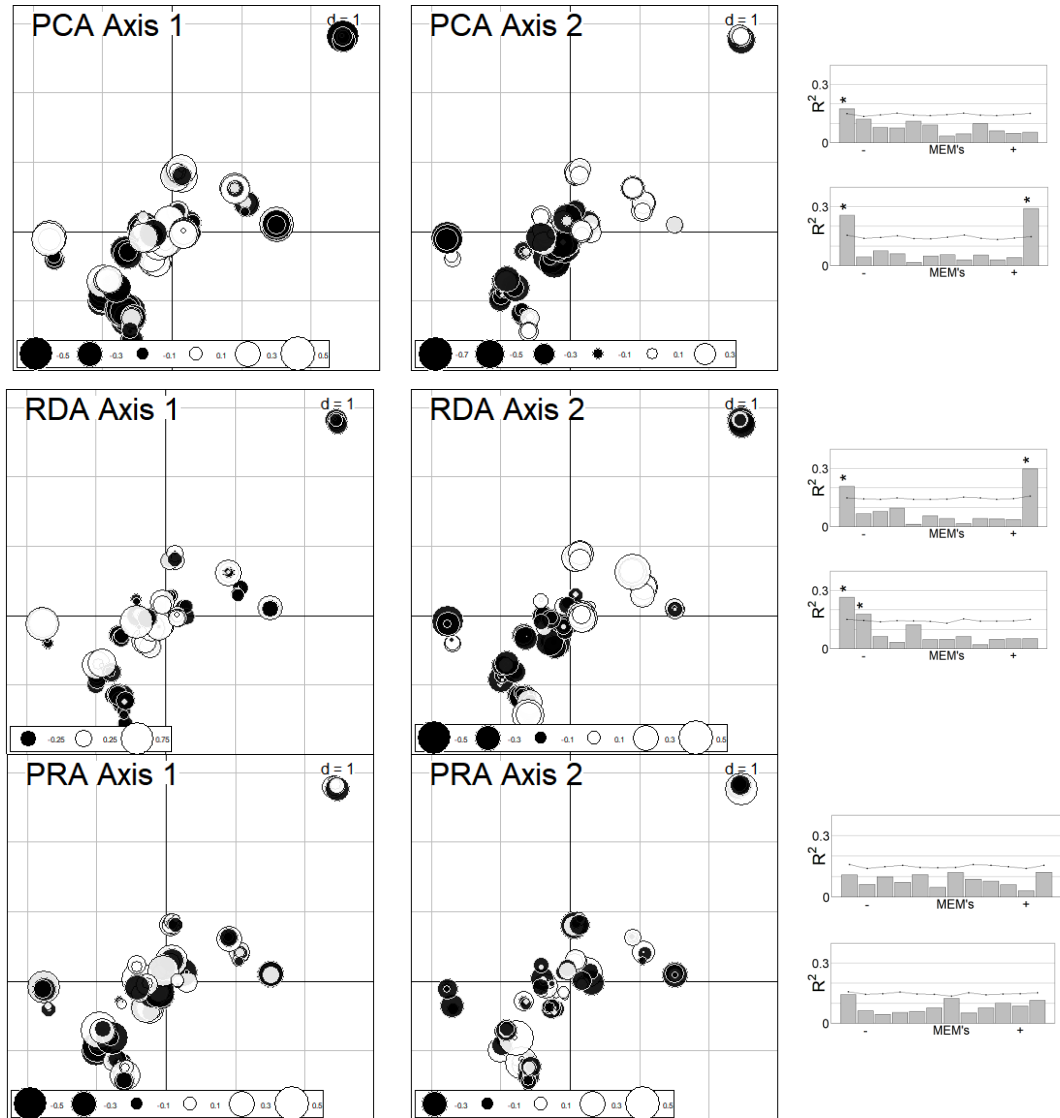 PCA Axis 1
d = 1
-0.5 -0.3 -0.1 0.1 0.3 0.5
PCA Axis 2
d = 1
-0.7 -0.5 -0.3 -0.1 0.1 0.3
0.3
R2
0
*
- MEM's +
0.3
R2
0
* *
- MEM's +
RDA Axis 1
d = 1
-0.25 0.25 0.75
RDA Axis 2
d = 1
-0.5 -0.3 -0.1 0.1 0.3 0.5
0.3
R2
0
* *
- MEM's +
0.3
R2
0
* *
- MEM's +
PRA Axis 1
d = 1
-0.5 -0.3 -0.1 0.1 0.3 0.5
PRA Axis 2
d = 1
-0.3 -0.1 0.1 0.3 0.5
0.3
R2
0
- MEM's +
0.3
R2
0
- MEM's +